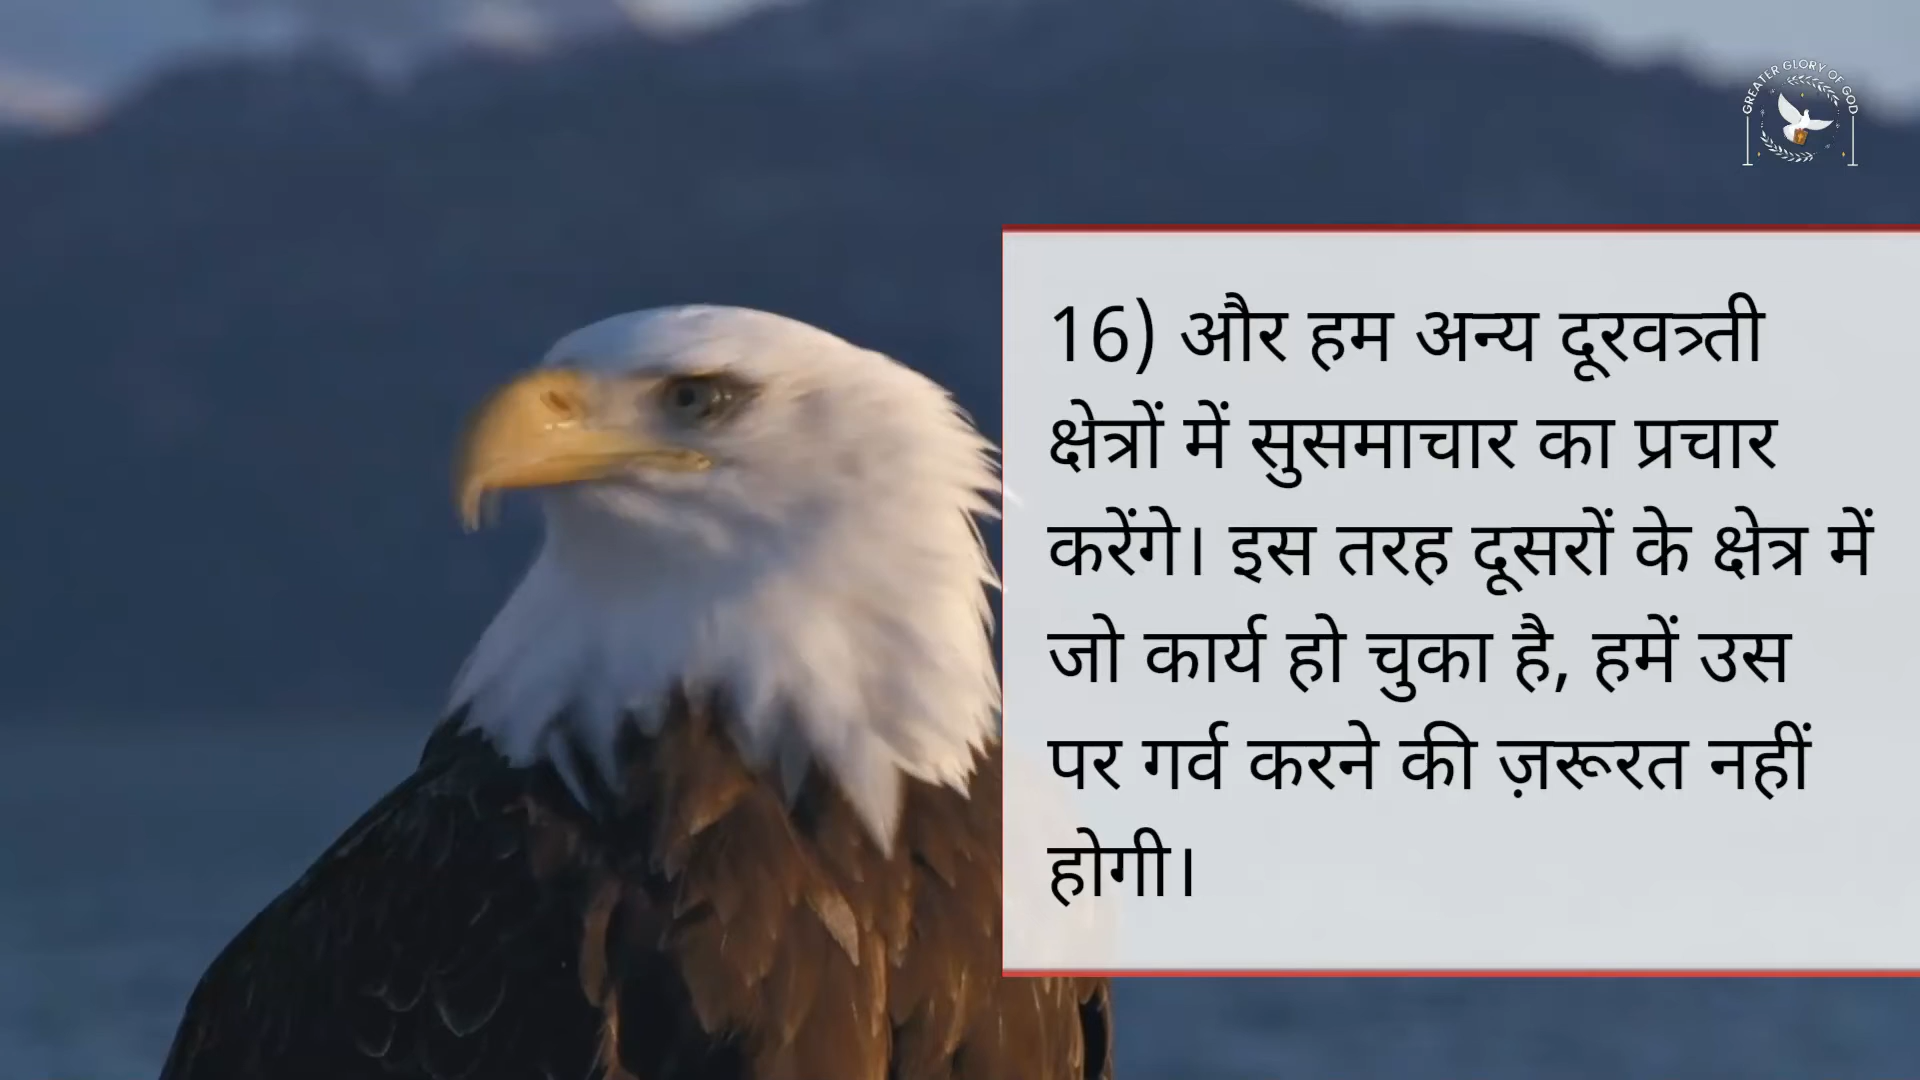 GREATER GLORY OF GOD
16) और हम अन्य दूरवत्र्ती
क्षेत्रों में सुसमाचार का प्रचार
करेंगे। इस तरह दूसरों के क्षेत्र में
जो कार्य हो चुका है, हमें उस
पर गर्व करने की ज़रूरत नहीं
होगी।